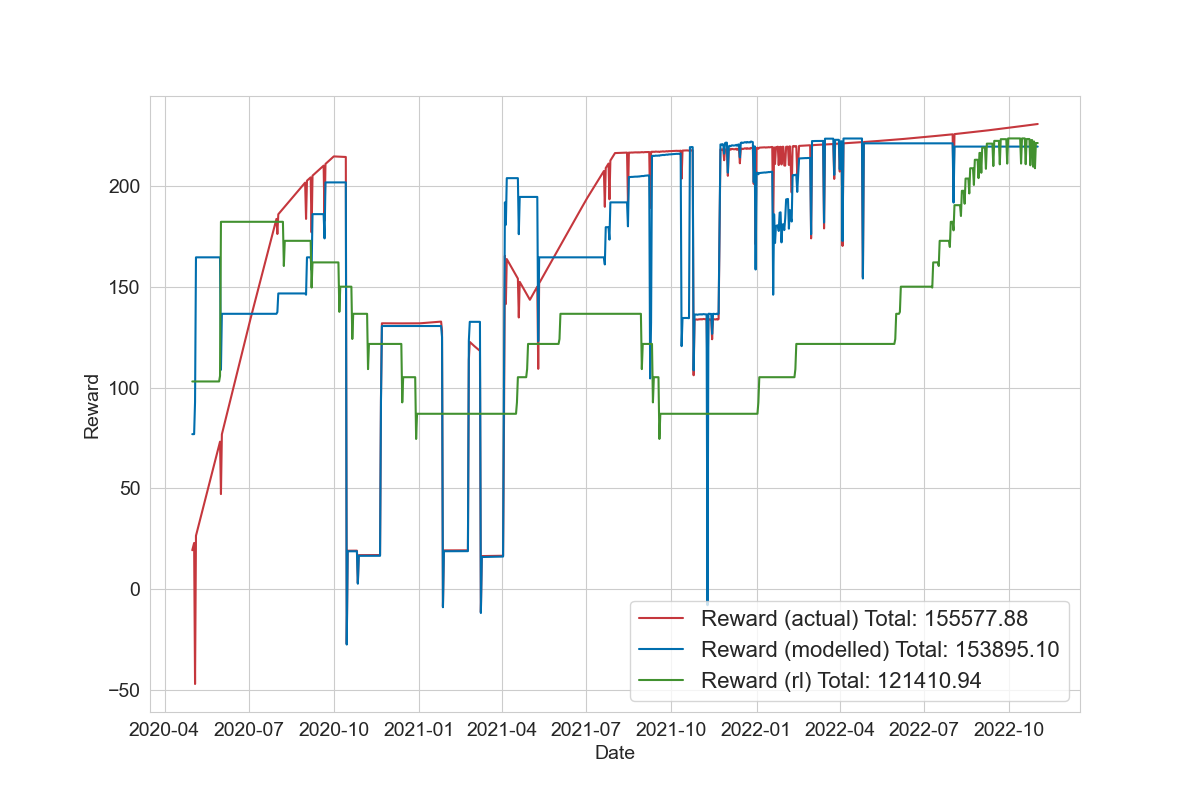 Reward
200
150
100
50
0
−50
2020-04 2020-07 2020-10 2021-01 2021-04 2021-07 2021-10 2022-01 2022-04 2022-07 2022-10
Date
Reward (actual) Total: 155577.88
Reward (modelled) Total: 153895.10
Reward (rl) Total: 121410.94